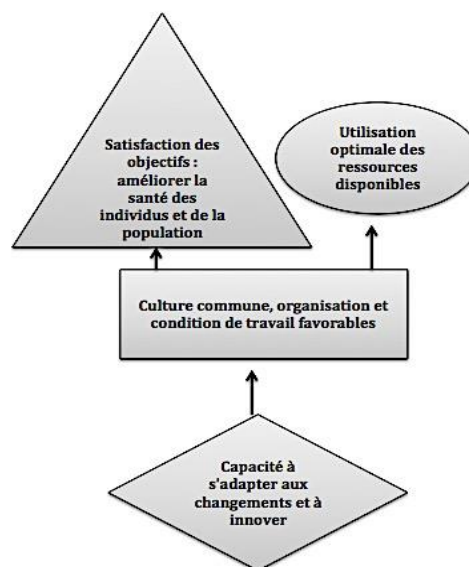 Satisfaction des
objectifs :
améliorer la
santé des
individus et de la
population
Utilisation
optimale des
ressources
disponibles
Culture commune, organisation et
condition de travail favorables
Capacité à
s'adapter aux
changements et à
innover